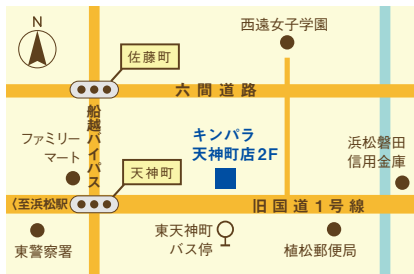 N
西遠女子学園
佐藤町
六間道路
船越バイパス
キンパラ
天神町店2F
ファミリー
マート
浜松磐田
信用金庫
天神町
〈至浜松駅
旧国道1号線
東天神町
バス停
東警察署
植松郵便局